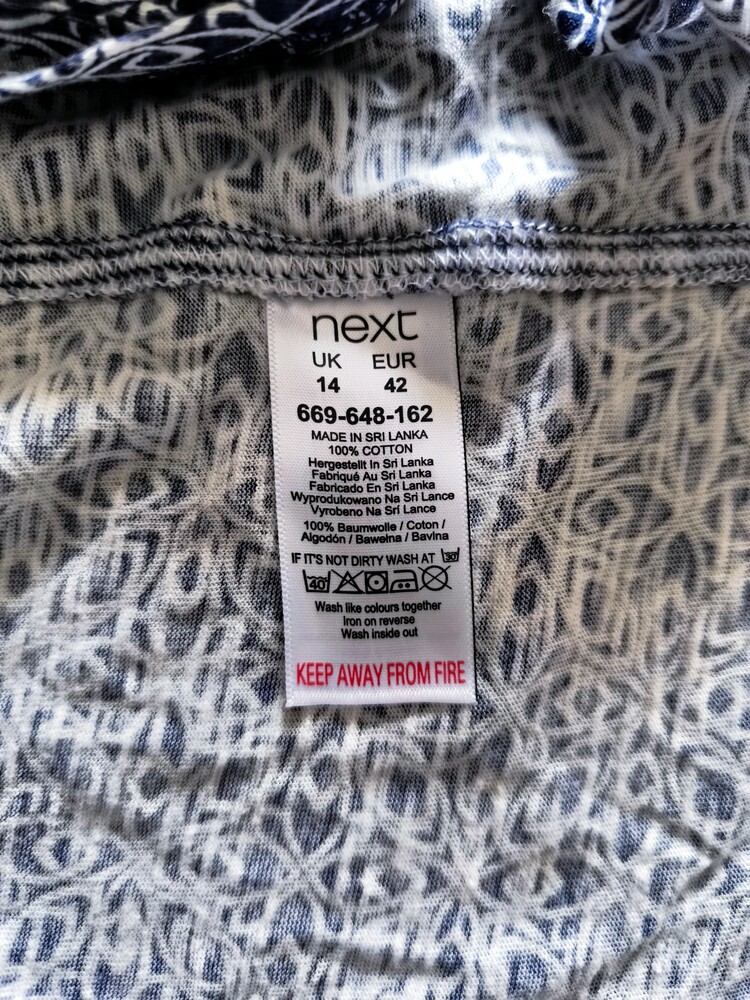 next
UK EUR
14 42
669-648-162
MADE IN SRI LANKA
100% COTTON
Hergestellt In Sri Lanka
Fabriqué Au Sri Lanka
Fabricado En Sri Lanka
Wyprodukowano Na Sri Lance
Vyrobeno Na Srí Lance
100% Baumwolle / Coton /
Algodón / Bawełna / Bavlna
IF IT'S NOT DIRTY WASH AT 30°
40°
Wash like colours together
Iron on reverse
Wash inside out
KEEP AWAY FROM FIRE